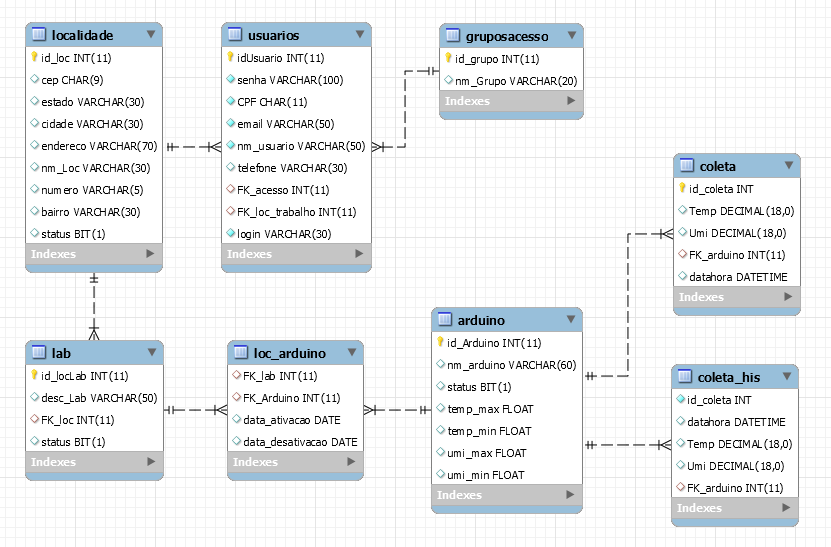 localidade
id_loc INT(11)
cep CHAR(9)
estado VARCHAR(30)
cidade VARCHAR(30)
endereco VARCHAR(70)
nm_Loc VARCHAR(30)
numero VARCHAR(5)
bairro VARCHAR(30)
status BIT(1)
Indexes
usuarios
idUsuario INT(11)
senha VARCHAR(100)
CPF CHAR(11)
email VARCHAR(50)
nm_usuario VARCHAR(50)
telefone VARCHAR(30)
FK_acesso INT(11)
FK_loc_trabalho INT(11)
login VARCHAR(30)
Indexes
gruposacesso
id_grupo INT(11)
nm_Grupo VARCHAR(20)
Indexes
coleta
id_coleta INT
Temp DECIMAL(18,0)
Umi DECIMAL(18,0)
FK_arduino INT(11)
datahora DATETIME
Indexes
lab
id_locLab INT(11)
desc_Lab VARCHAR(50)
FK_loc INT(11)
status BIT(1)
Indexes
loc_arduino
FK_lab INT(11)
FK_Arduino INT(11)
data_ativacao DATE
data_desativacao DATE
Indexes
arduino
id_Arduino INT(11)
nm_arduino VARCHAR(60)
status BIT(1)
temp_max FLOAT
temp_min FLOAT
umi_max FLOAT
umi_min FLOAT
Indexes
coleta_his
id_coleta INT
datahora DATETIME
Temp DECIMAL(18,0)
Umi DECIMAL(18,0)
FK_arduino INT(11)
Indexes